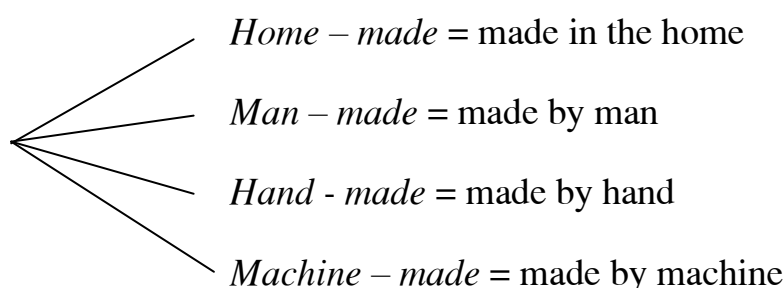 Home – made = made in the home
Man – made = made by man
Hand - made = made by hand
Machine – made = made by machine